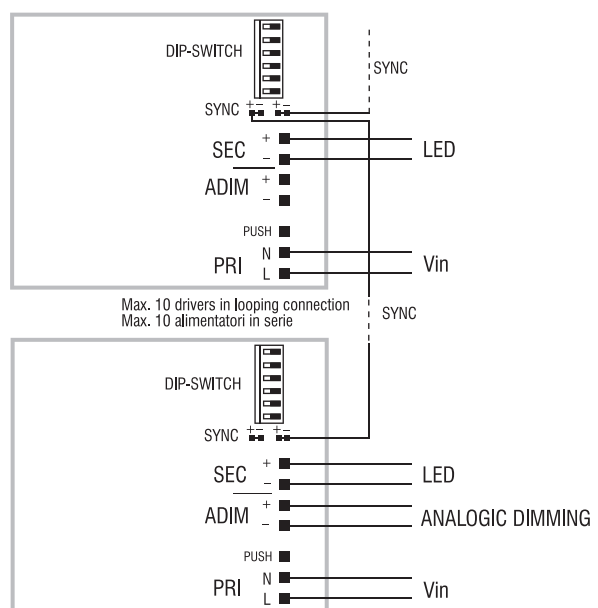 DIP-SWITCH
SYNC
SYNC + - + -
SEC + - LED
ADIM + -
PUSH
PRI N L Vin
Max. 10 drivers in looping connection
Max. 10 alimentatori in serie
SYNC
DIP-SWITCH
SYNC + - + -
SEC + - LED
ADIM + - ANALOGIC DIMMING
PUSH
PRI N L Vin